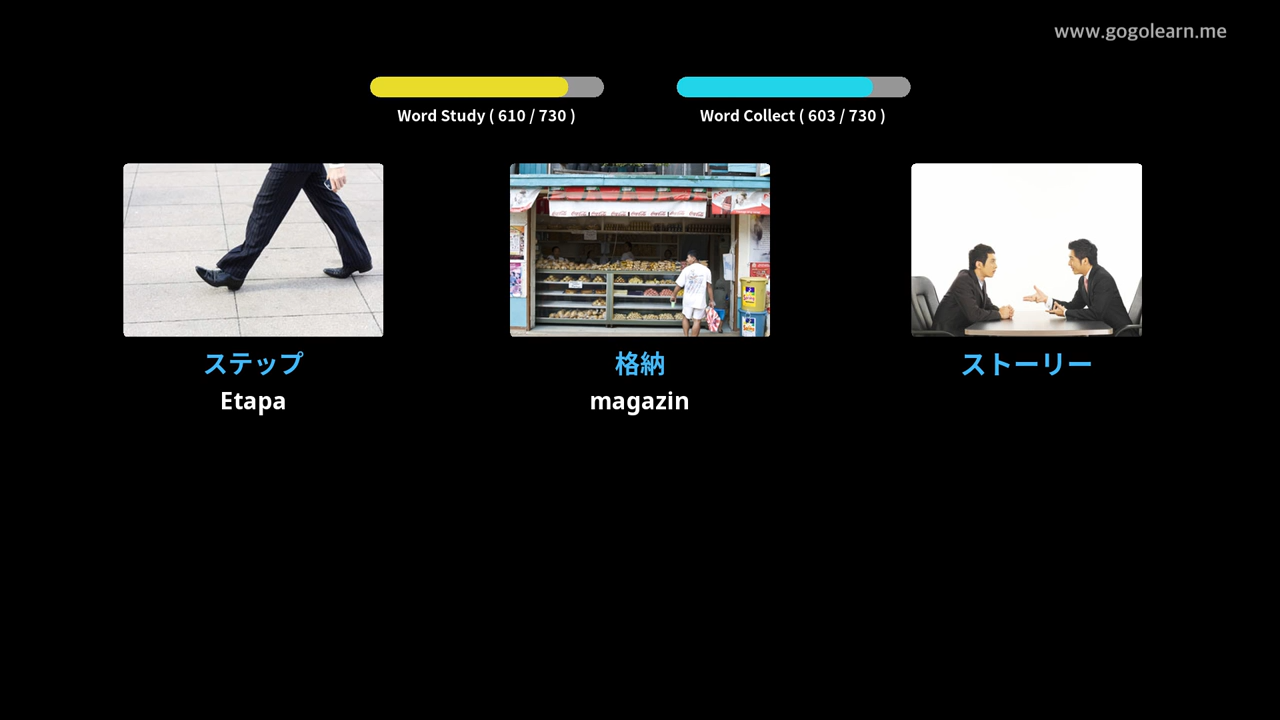 www.gogolearn.me
Word Study ( 610 / 730 )
Word Collect ( 603 / 730 )
ステップ
格納
ストーリー
Etapa
magazin